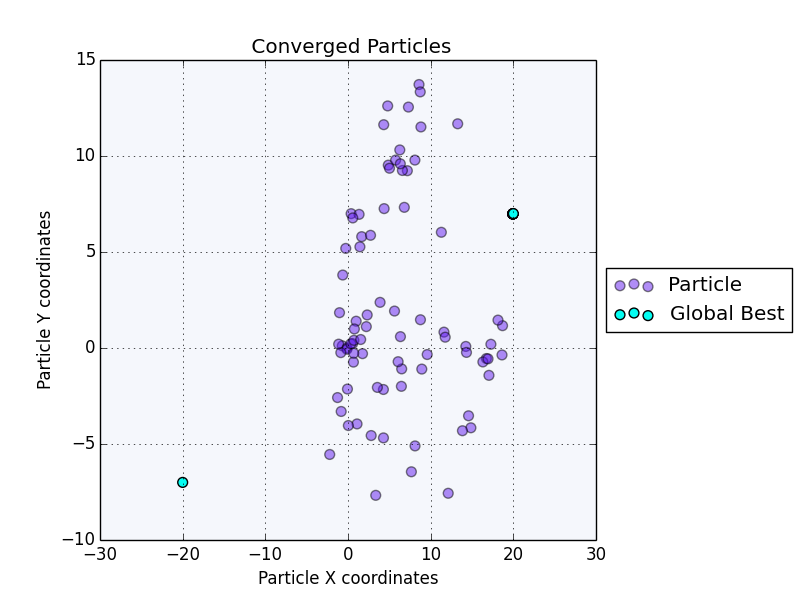 Converged Particles
15
10
5
0
−5
−10
−30
−20
−10
0
10
20
30
Particle Y coordinates
Particle X coordinates
Particle
Global Best